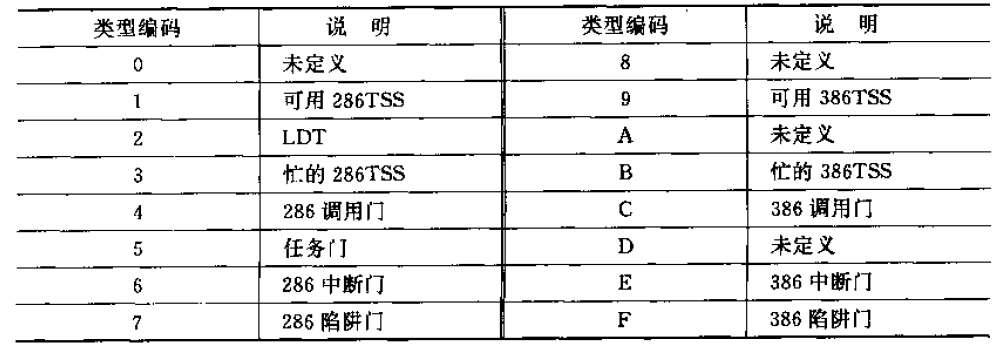 类型编码 说 明 类型编码 说 明
0 未定义 8 未定义
1 可用 286TSS 9 可用 386TSS
2 LDT A 未定义
3 忙的 286TSS B 忙的 386TSS
4 286 调用门 C 386 调用门
5 任务门 D 未定义
6 286 中断门 E 386 中断门
7 286 陷阱门 F 386 陷阱门